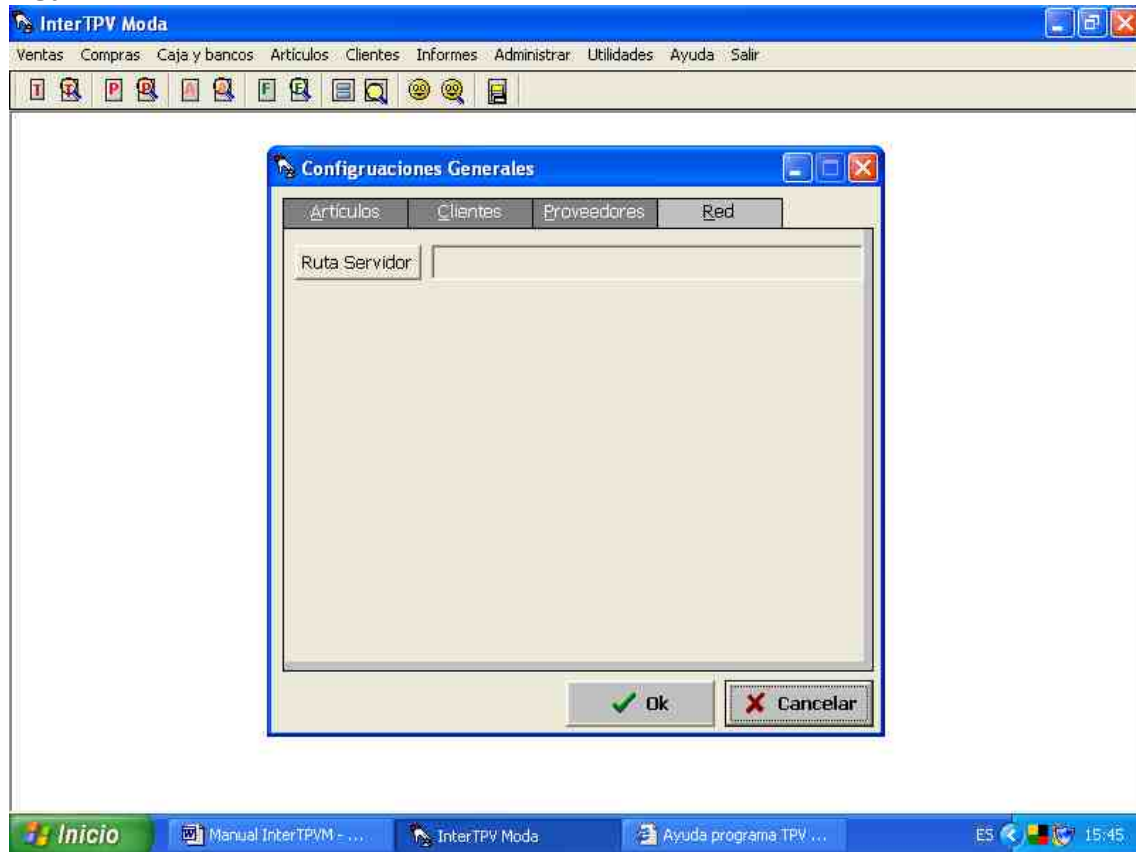 InterTPV Moda
Ventas Compras Caja y bancos Artículos Clientes Informes Administrar Utilidades Ayuda Salir
T T P P A A F F
Configruaciones Generales
Artículos Clientes Proveedores Red
Ruta Servidor
Ok Cancelar
Inicio Manual InterTPVM - ... InterTPV Moda Ayuda programa TPV ... ES 15:45